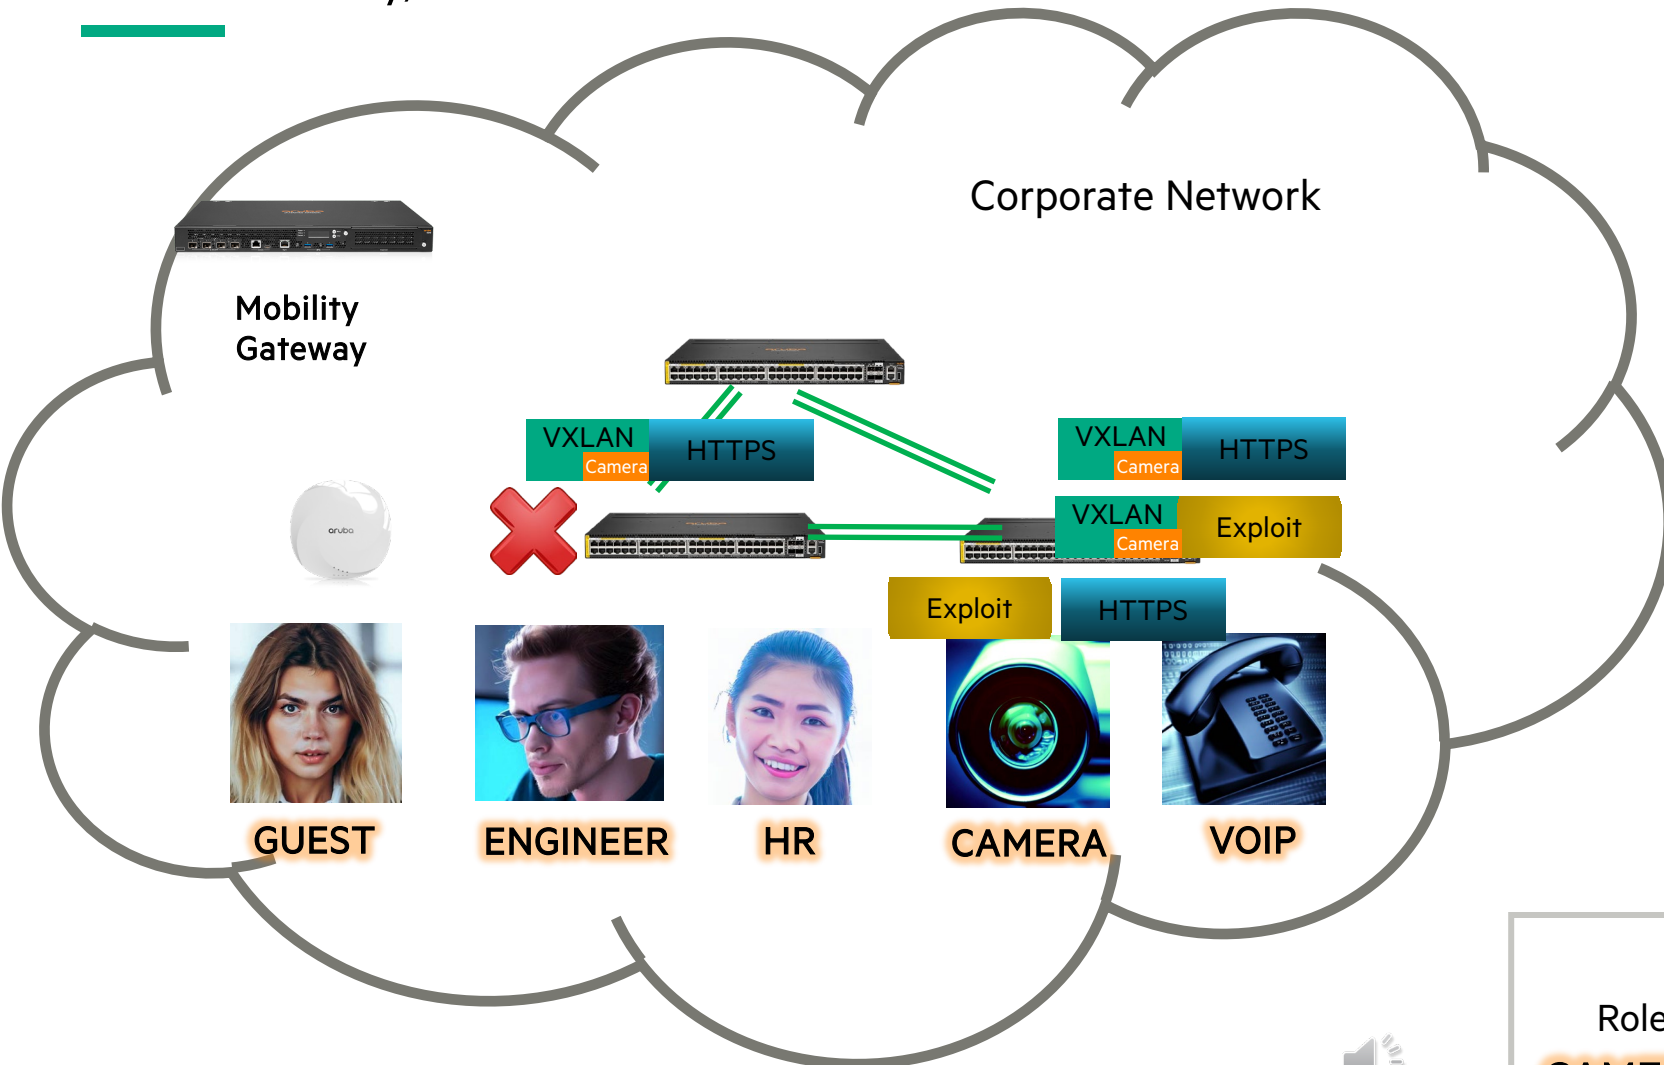 Corporate Network
Mobility
Gateway
VXLAN
Camera
HTTPS
VXLAN
Camera
HTTPS
VXLAN
Camera
Exploit
aruba
Exploit
HTTPS
GUEST
ENGINEER
HR
CAMERA
VOIP
Role